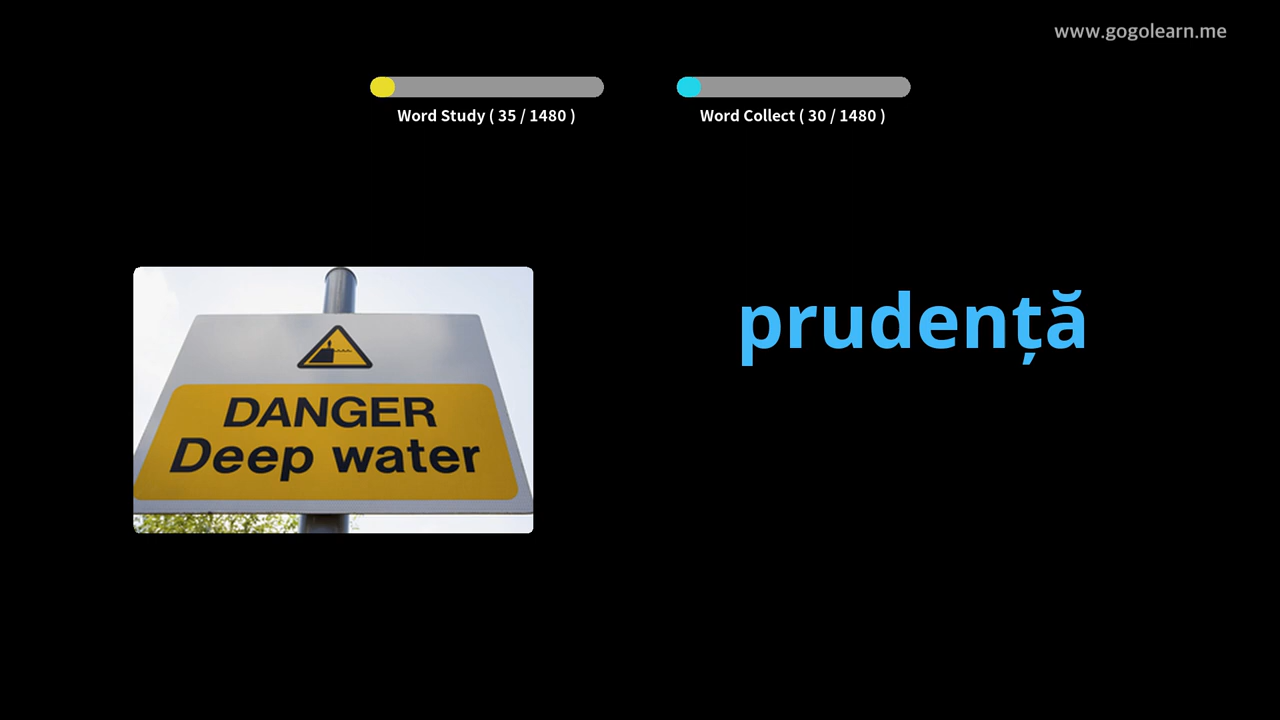 www.gogolearn.me
Word Study ( 35 / 1480 )
Word Collect ( 30 / 1480 )
DANGER
Deep water
prudență